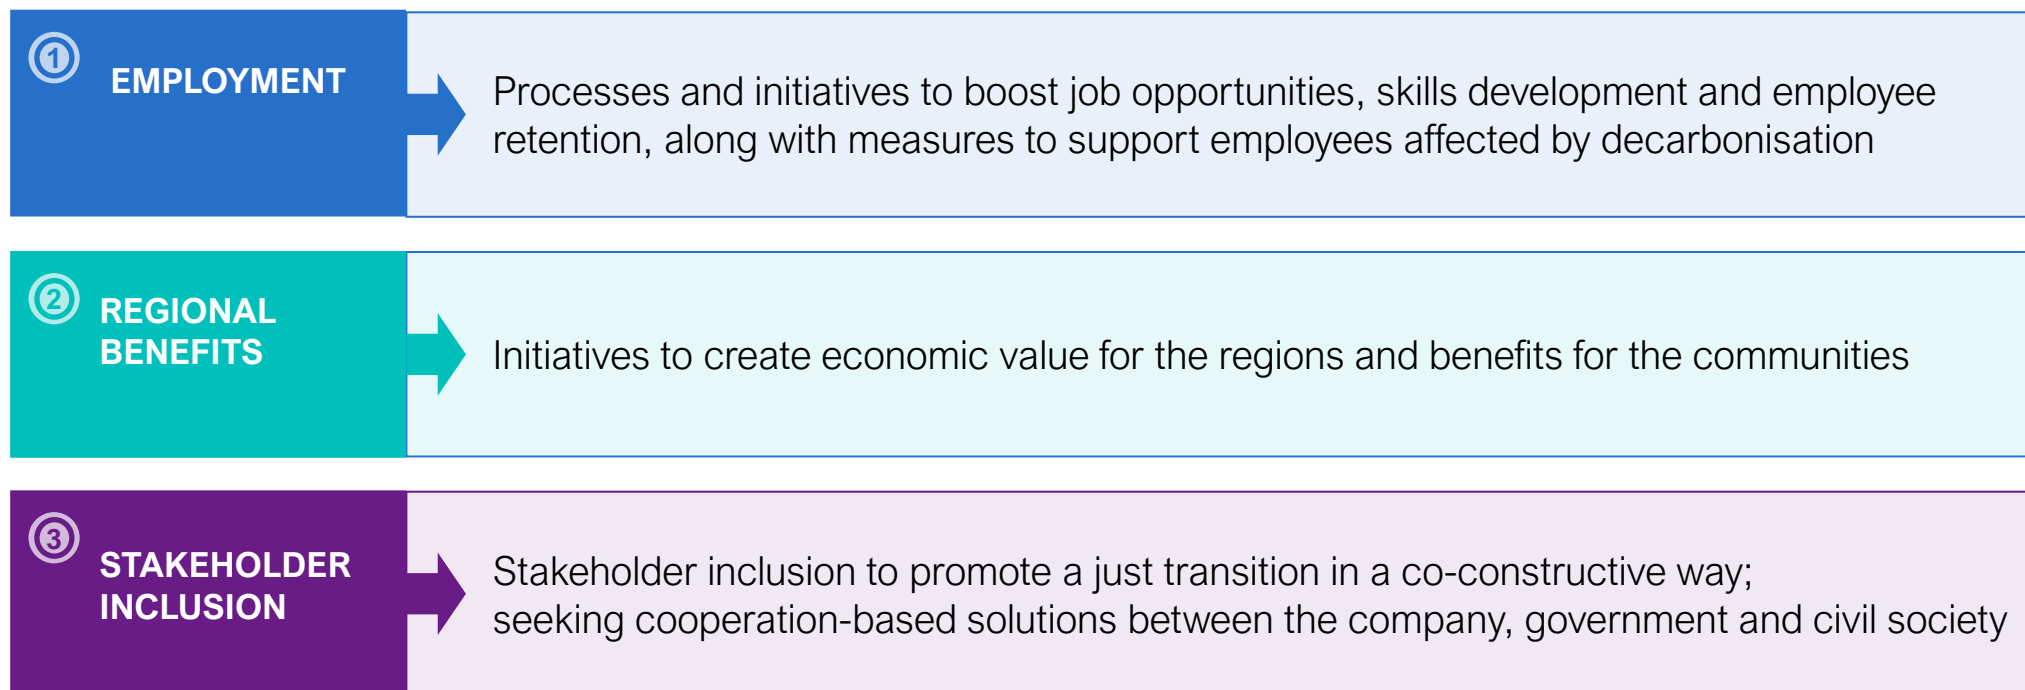 1
EMPLOYMENT
Processes and initiatives to boost job opportunities, skills development and employee
retention, along with measures to support employees affected by decarbonisation
2
REGIONAL
BENEFITS
Initiatives to create economic value for the regions and benefits for the communities
3
STAKEHOLDER
INCLUSION
Stakeholder inclusion to promote a just transition in a co-constructive way;
seeking cooperation-based solutions between the company, government and civil society